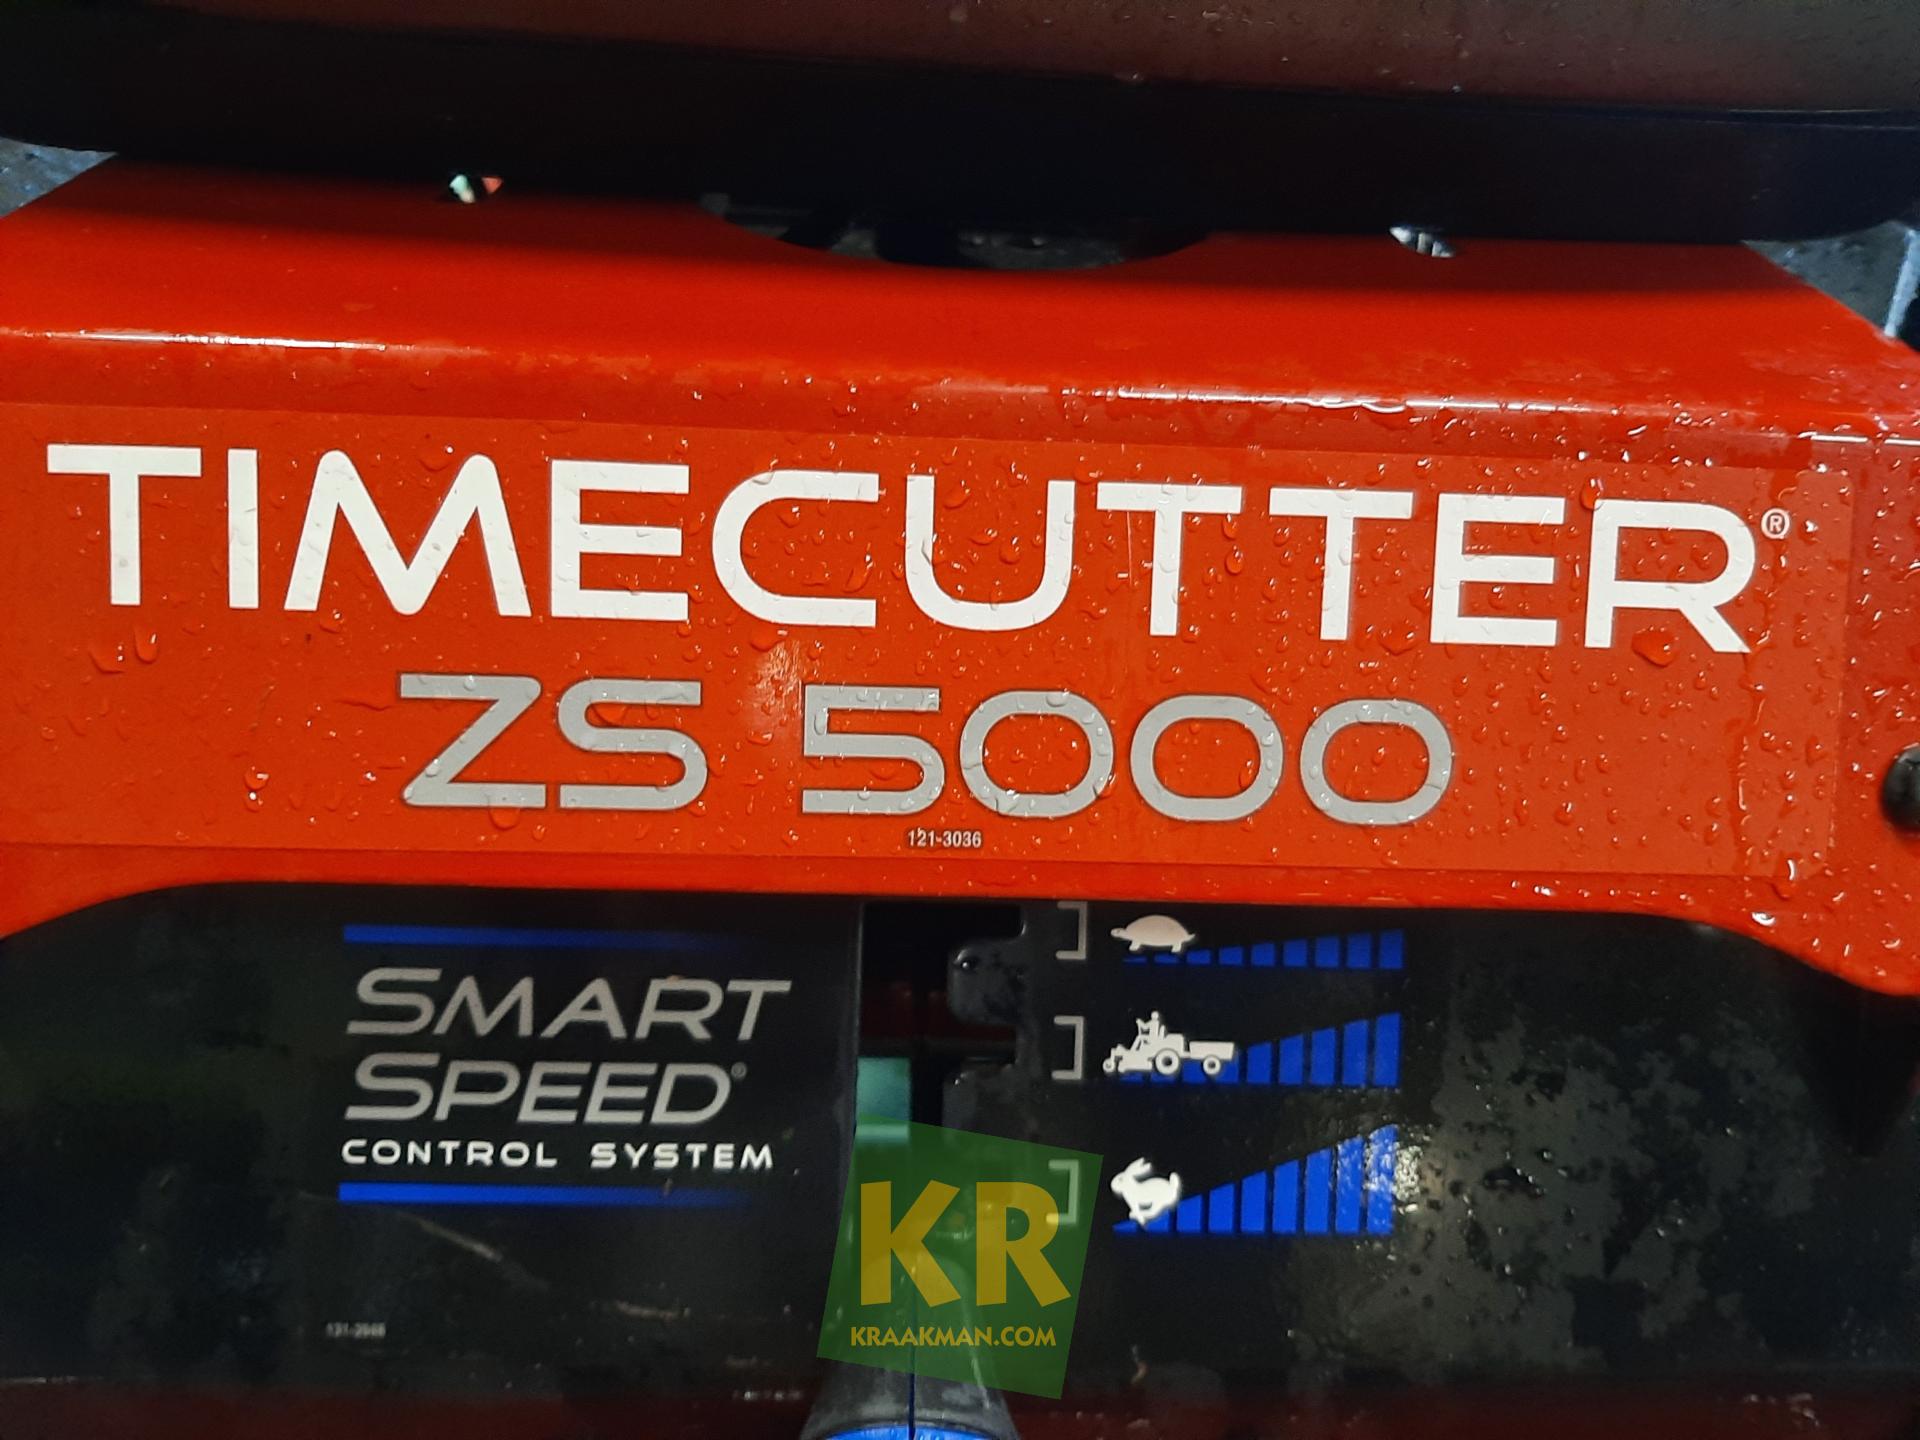 TIMECUTTER®
ZS 5000
121-3036
SMART
SPEED®
CONTROL SYSTEM
KR
KRAAKMAN.COM